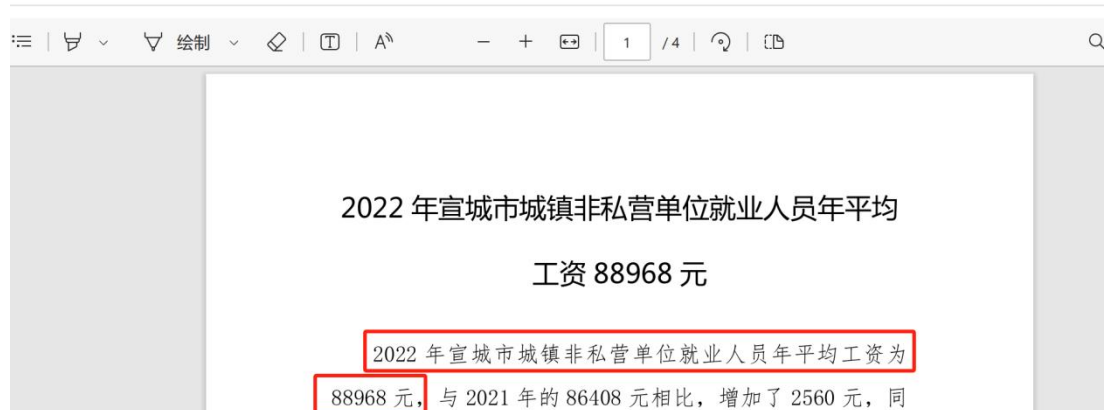 绘制
1 /4
2022 年宣城市城镇非私营单位就业人员年平均
工资 88968 元
2022 年宣城市城镇非私营单位就业人员年平均工资为
88968 元，与 2021 年的 86408 元相比，增加了 2560 元，同